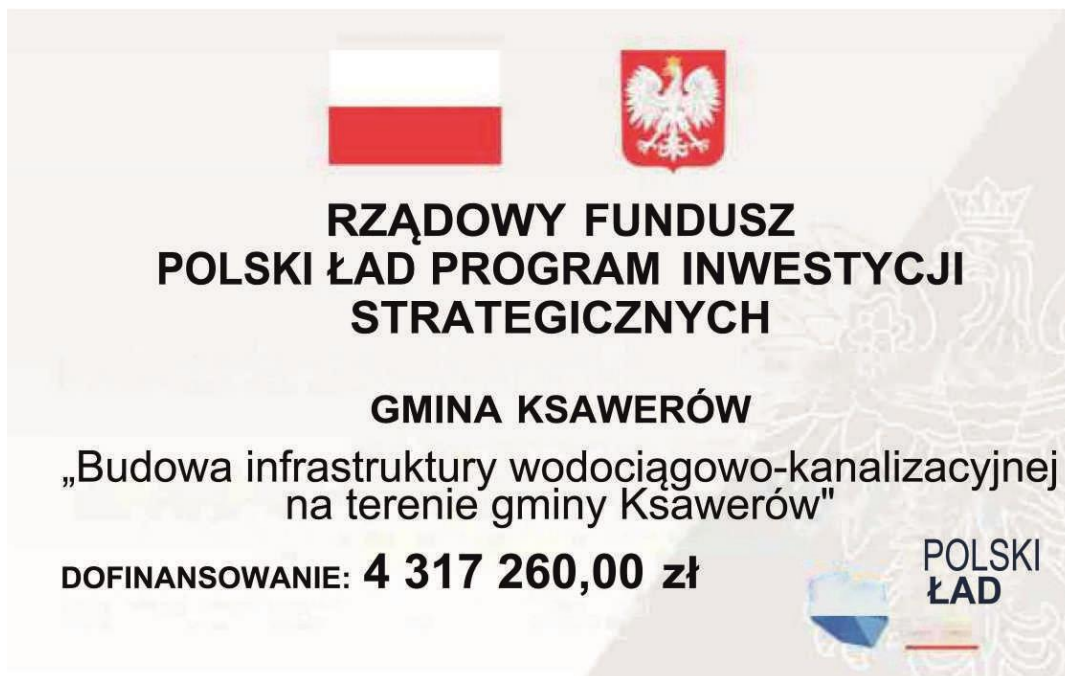 RZĄDOWY FUNDUSZ
POLSKI ŁAD PROGRAM INWESTYCJI
STRATEGICZNYCH
GMINA KSAWERÓW
„Budowa infrastruktury wodociągowo-kanalizacyjnej
na terenie gminy Ksawerów"
DOFINANSOWANIE: 4 317 260,00 zł
POLSKI
ŁAD